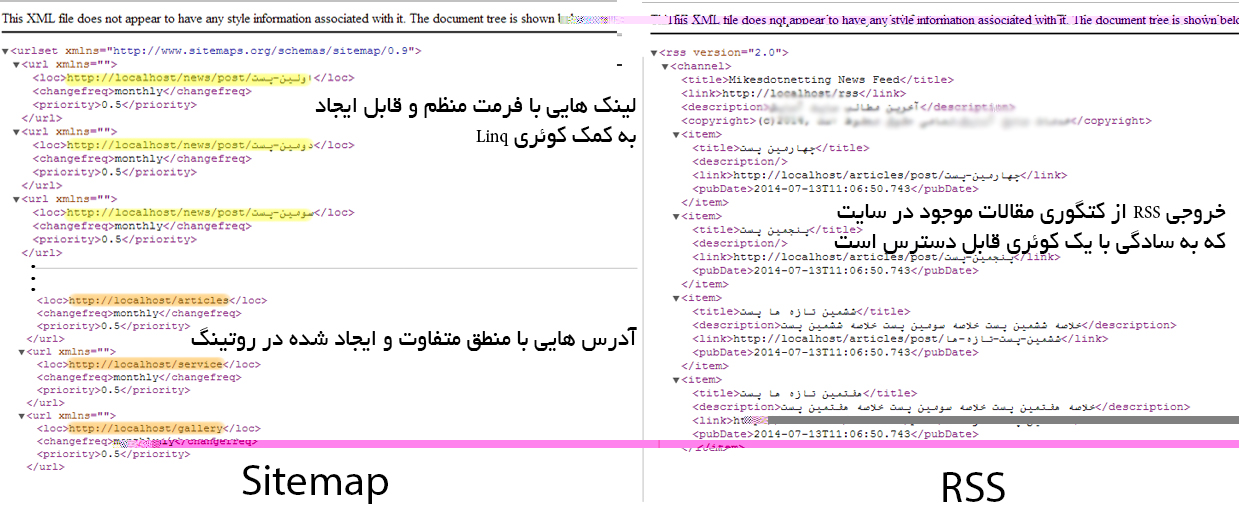 This XML file does not appear to have any style information associated with it. The document tree is shown
▼<urlset xmlns="http://www.sitemaps.org/schemas/sitemap/0.9">
▼<url xmlns="">
<loc>http://localhost/news/post/اولین-پست</loc>
<changefreq>monthly</changefreq>
<priority>0.5</priority>
</url>
▼<url xmlns="">
<loc>http://localhost/news/post/دومین-پست</loc>
<changefreq>monthly</changefreq>
<priority>0.5</priority>
</url>
▼<url xmlns="">
<loc>http://localhost/news/post/سومین-پست</loc>
<changefreq>monthly</changefreq>
<priority>0.5</priority>
</url>
لینک هایی با فرمت منظم و قابل ایجاد
به کمک کوئری Linq
<loc>http://localhost/articles</loc>
<changefreq>monthly</changefreq>
<priority>0.5</priority>
</url>
▼<url xmlns="">
<loc>http://localhost/service</loc>
<changefreq>monthly</changefreq>
<priority>0.5</priority>
</url>
▼<url xmlns="">
<loc>http://localhost/gallery</loc>
<changefreq>monthly</changefreq>
<priority>0.5</priority>
</url>
آدرس هایی با منطق متفاوت و ایجاد شده در روتینگ
Sitemap
This XML file does not appear to have any style information associated with it. The document tree is shown
▼<rss version="2.0">
▼<channel>
<title>Mikesdotnetting News Feed</title>
<link>http://localhost/rss</link>
<description>آخرین مطالب</description>
<copyright>(c)2014,</copyright>
▼<item>
<title>چهارمین پست</title>
<description/>
<link>http://localhost/articles/post/چهارمین-پست</link>
<pubDate>2014-07-13T11:06:50.743</pubDate>
</item>
▼<item>
<title>پنجمین پست</title>
<description/>
<link>http://localhost/articles/post/پنجمین-پست</link>
<pubDate>2014-07-13T11:06:50.743</pubDate>
</item>
▼<item>
<title>ششمین تازه ها پست</title>
<description>خلاصه ششمین پست خلاصه سومین پست خلاصه ششمین پست</description>
<link>http://localhost/articles/post/ششمین-پست-تازه-ها</link>
<pubDate>2014-07-13T11:06:50.743</pubDate>
</item>
▼<item>
<title>هفتمین تازه ها پست</title>
<description>خلاصه هفتمین پست خلاصه سومین پست خلاصه هفتمین پست</description>
<link>
<pubDate>2014-07-13T11:06:50.743</pubDate>
</item>
خروجی RSS از کتگوری مقالات موجود در سایت
که به سادگی با یک کوئری قابل دسترس است
RSS